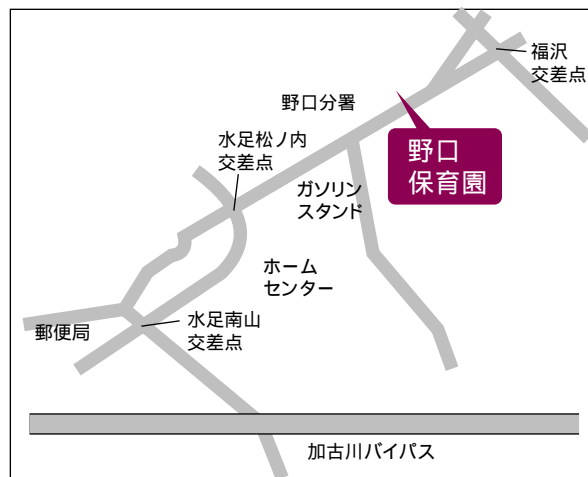 福沢
交差点
野口分署
水足松ノ内
交差点
野口
保育園
ガソリン
スタンド
ホーム
センター
郵便局
水足南山
交差点
加古川バイパス